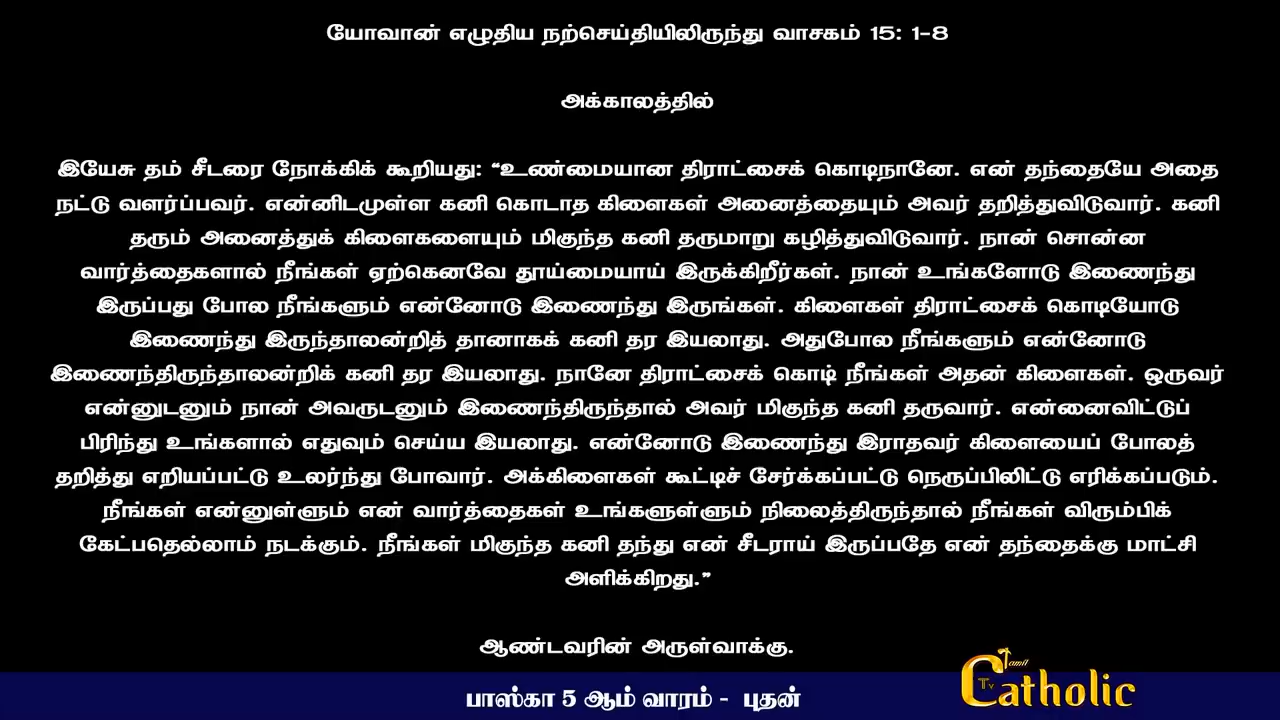 யோவான் எழுதிய நற்செய்தியிலிருந்து வாசகம் 15: 1-8
அக்காலத்தில்
இயேசு தம் சீடரை நோக்கிக் கூறியது: “உண்மையான திராட்சைக் கொடிநானே. என் தந்தையே அதை
நட்டு வளர்ப்பவர். என்னிடமுள்ள கனி கொடாத கிளைகள் அனைத்தையும் அவர் தறித்துவிடுவார். கனி
தரும் அனைத்துக் கிளைகளையும் மிகுந்த கனி தருமாறு கழித்துவிடுவார். நான் சொன்ன
வார்த்தைகளால் நீங்கள் ஏற்கெனவே தூய்மையாய் இருக்கிறீர்கள். நான் உங்களோடு இணைந்து
இருப்பது போல நீங்களும் என்னோடு இணைந்து இருங்கள். கிளைகள் திராட்சைக் கொடியோடு
இணைந்து இருந்தாலன்றித் தானாகக் கனி தர இயலாது. அதுபோல நீங்களும் என்னோடு
இணைந்திருந்தாலன்றிக் கனி தர இயலாது. நானே திராட்சைக் கொடி நீங்கள் அதன் கிளைகள். ஒருவர்
என்னுடனும் நான் அவருடனும் இணைந்திருந்தால் அவர் மிகுந்த கனி தருவார். என்னைவிட்டுப்
பிரிந்து உங்களால் எதுவும் செய்ய இயலாது. என்னோடு இணைந்து இராதவர் கிளையைப் போலத்
தறித்து எறியப்பட்டு உலர்ந்து போவார். அக்கிளைகள் கூட்டிச் சேர்க்கப்பட்டு நெருப்பிலிட்டு எரிக்கப்படும்.
நீங்கள் என்னுள்ளும் என் வார்த்தைகள் உங்களுள்ளும் நிலைத்திருந்தால் நீங்கள் விரும்பிக்
கேட்பதெல்லாம் நடக்கும். நீங்கள் மிகுந்த கனி தந்து என் சீடராய் இருப்பதே என் தந்தைக்கு மாட்சி
அளிக்கிறது.”
ஆண்டவரின் அருள்வாக்கு.
பாஸ்கா 5 ஆம் வாரம் - புதன்
Tamil
Catholic
Tv